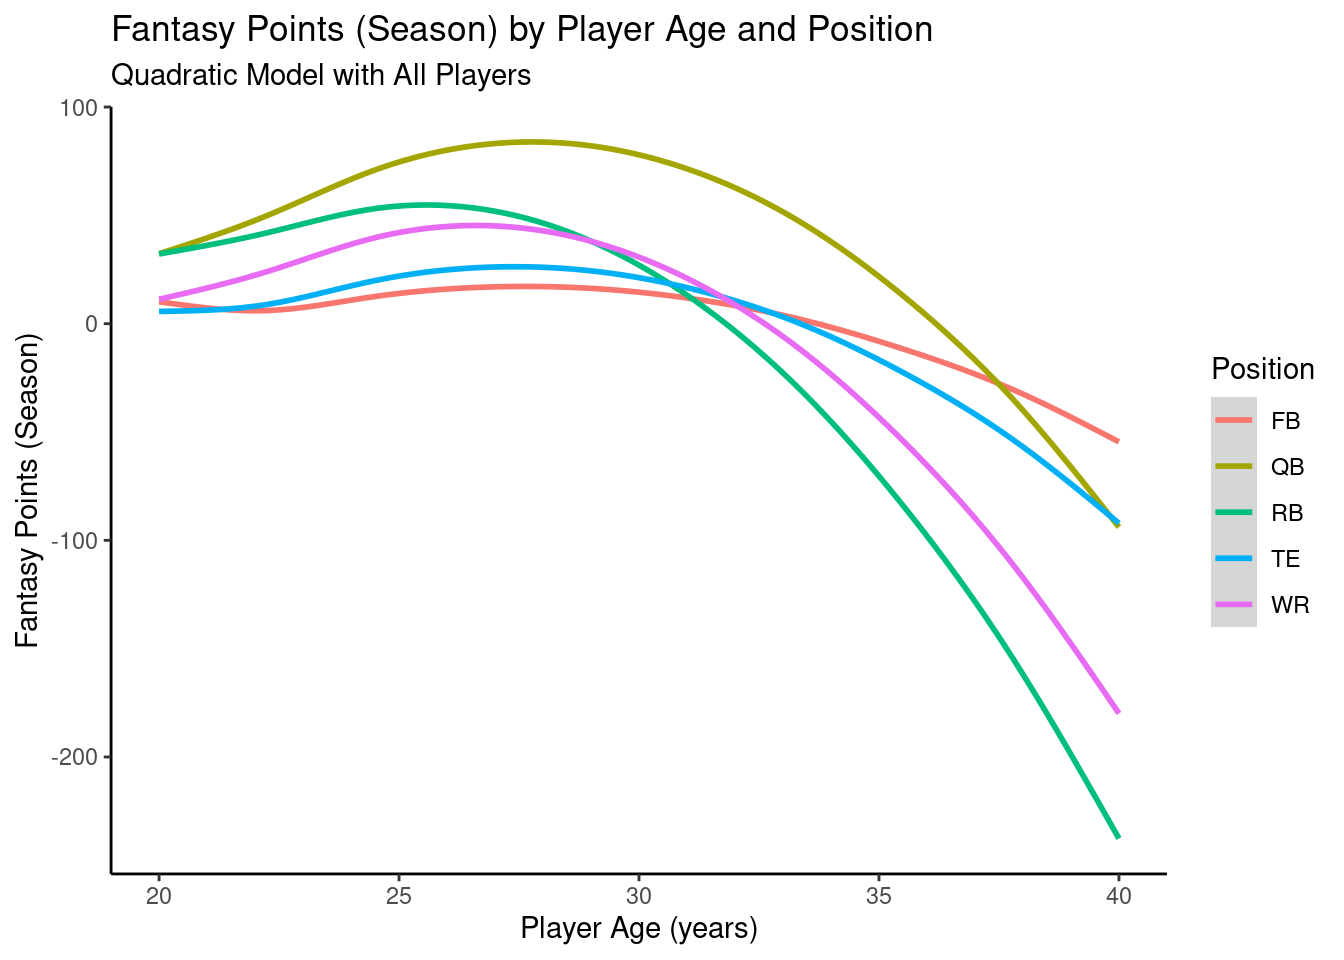 Fantasy Points (Season) by Player Age and Position
Quadratic Model with All Players
100
0
-100
-200
Fantasy Points (Season)
20 25 30 35 40
Player Age (years)
Position
FB
QB
RB
TE
WR